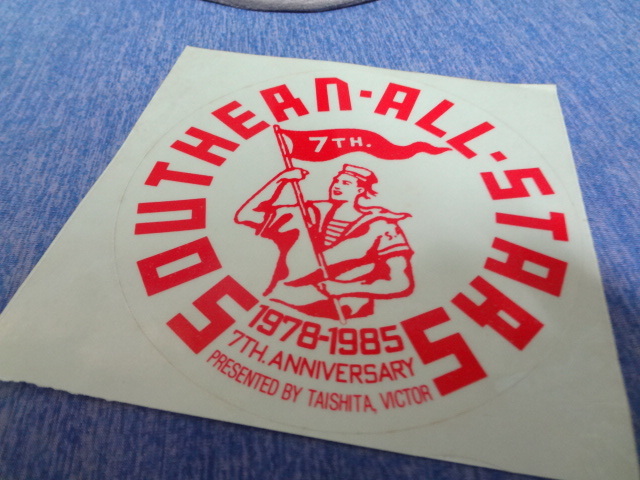 SOUTHERN·ALL·STARS
7TH.
1978-1985
7TH.ANNIVERSARY
PRESENTED BY TAISHITA, VICTOR